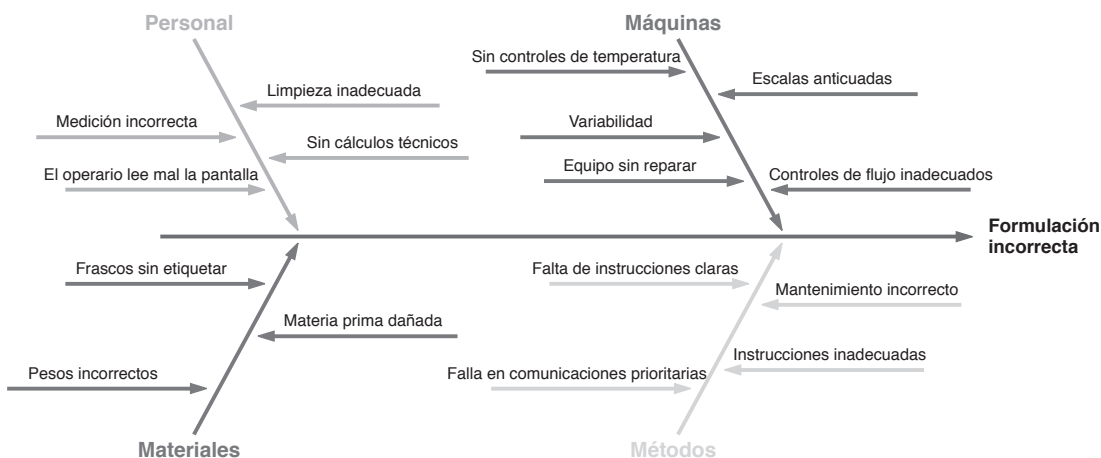 Personal
Máquinas
Sin controles de temperatura
Escalas anticuadas
Limpieza inadecuada
Medición incorrecta
Variabilidad
Sin cálculos técnicos
Equipo sin reparar
El operario lee mal la pantalla
Controles de flujo inadecuados
Formulación
incorrecta
Frascos sin etiquetar
Falta de instrucciones claras
Mantenimiento incorrecto
Materia prima dañada
Instrucciones inadecuadas
Pesos incorrectos
Falla en comunicaciones prioritarias
Materiales
Métodos